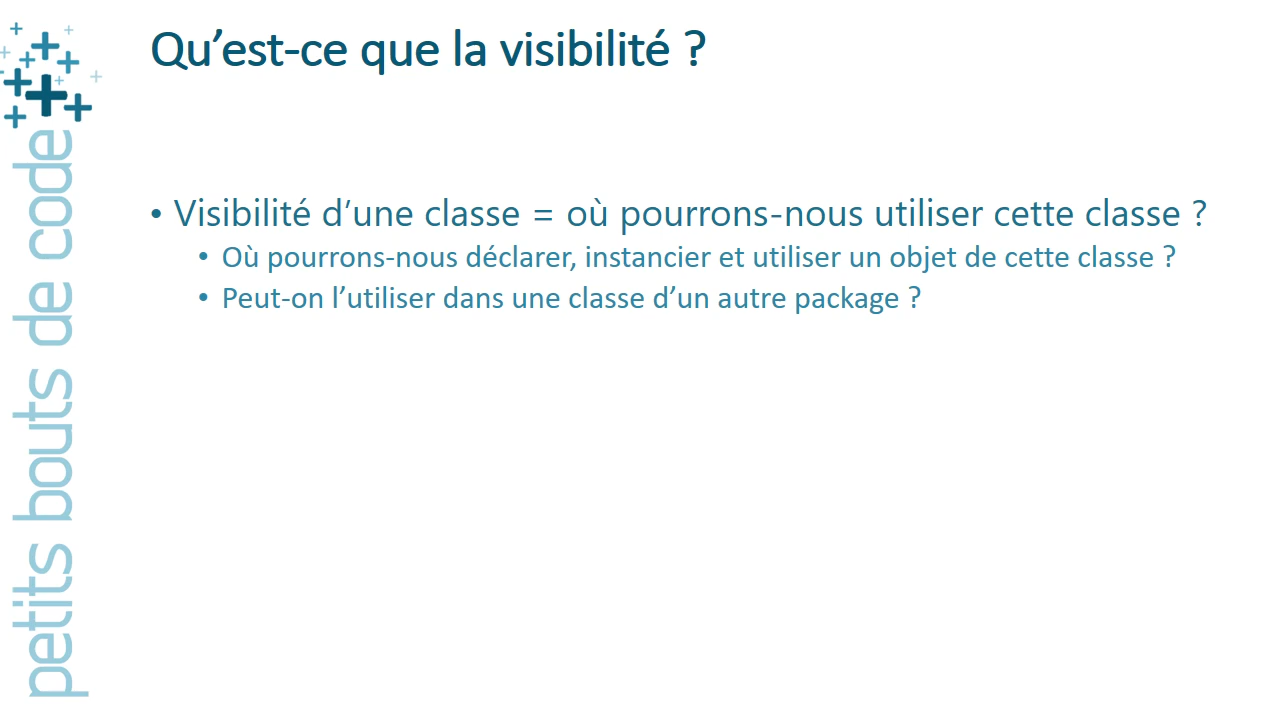 Qu’est-ce que la visibilité ?
• Visibilité d’une classe = où pourrons-nous utiliser cette classe ?
• Où pourrons-nous déclarer, instancier et utiliser un objet de cette classe ?
• Peut-on l’utiliser dans une classe d’un autre package ?
petits bouts de code